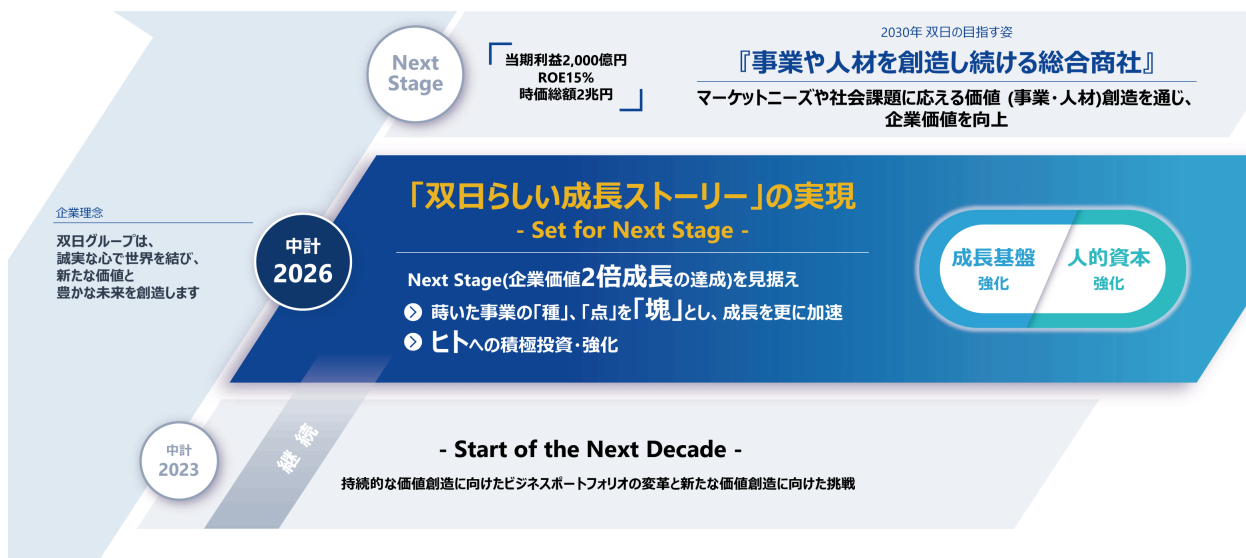 Next
Stage
当期利益2,000億円
ROE15%
時価総額2兆円
2030年 双日の目指す姿
『事業や人材を創造し続ける総合商社』
マーケットニーズや社会課題に応える価値 (事業・人材)創造を通じ、
企業価値を向上
企業理念
双日グループは、
誠実な心で世界を結び、
新たな価値と
豊かな未来を創造します
中計
2026
「双日らしい成長ストーリー」の実現
- Set for Next Stage -
Next Stage(企業価値2倍成長の達成)を見据え
蒔いた事業の「種」、「点」を「塊」とし、成長を更に加速
ヒトへの積極投資・強化
成長基盤
強化
人的資本
強化
継続
中計
2023
- Start of the Next Decade -
持続的な価値創造に向けたビジネスポートフォリオの変革と新たな価値創造に向けた挑戦